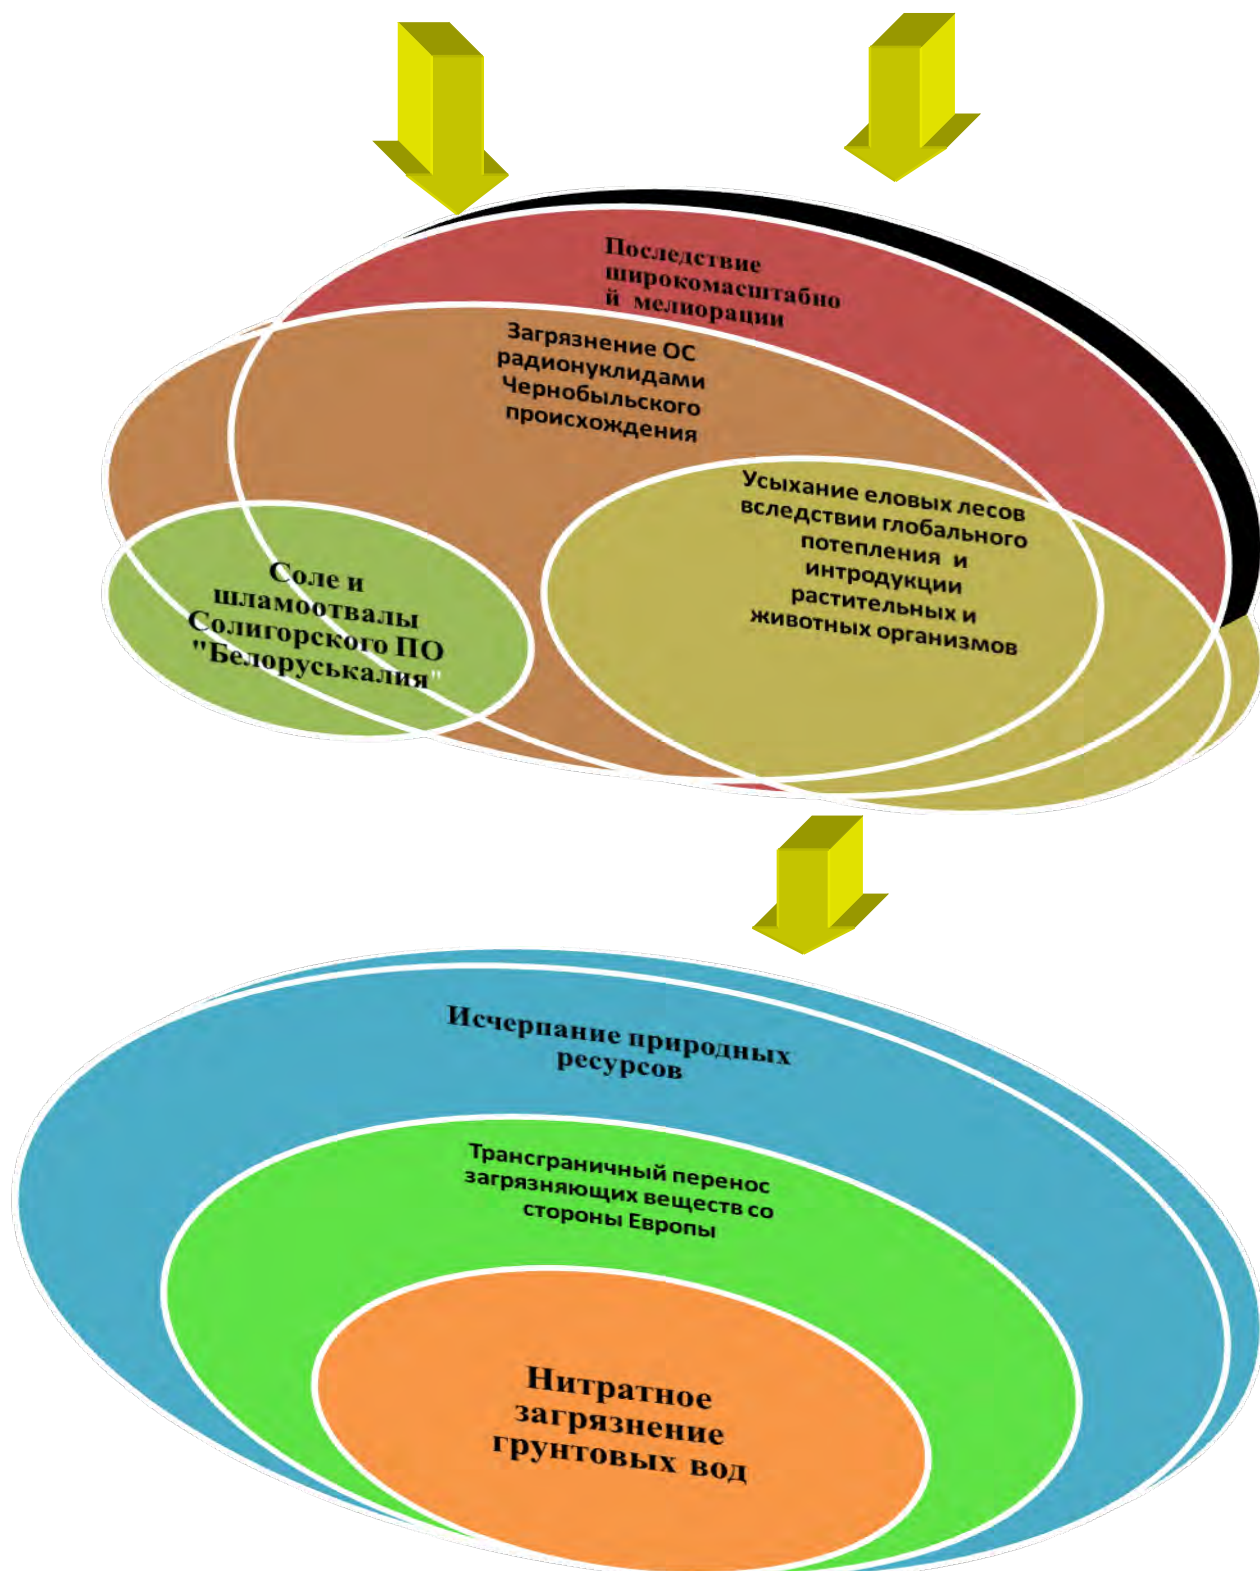 Последствие
широкомасштабно
й мелиорации
Загрязнение ОС
радионуклидами
Чернобыльского
происхождения
Усыхание еловых лесов
вследствии глобального
потепления и
интродукции
растительных и
животных организмов
Соле и
шламоотвалы
Солигорского ПО
"Белоруськалия"
Исчерпание природных
ресурсов
Трансграничный перенос
загрязняющих веществ со
стороны Европы
Нитратное
загрязнение
грунтовых вод